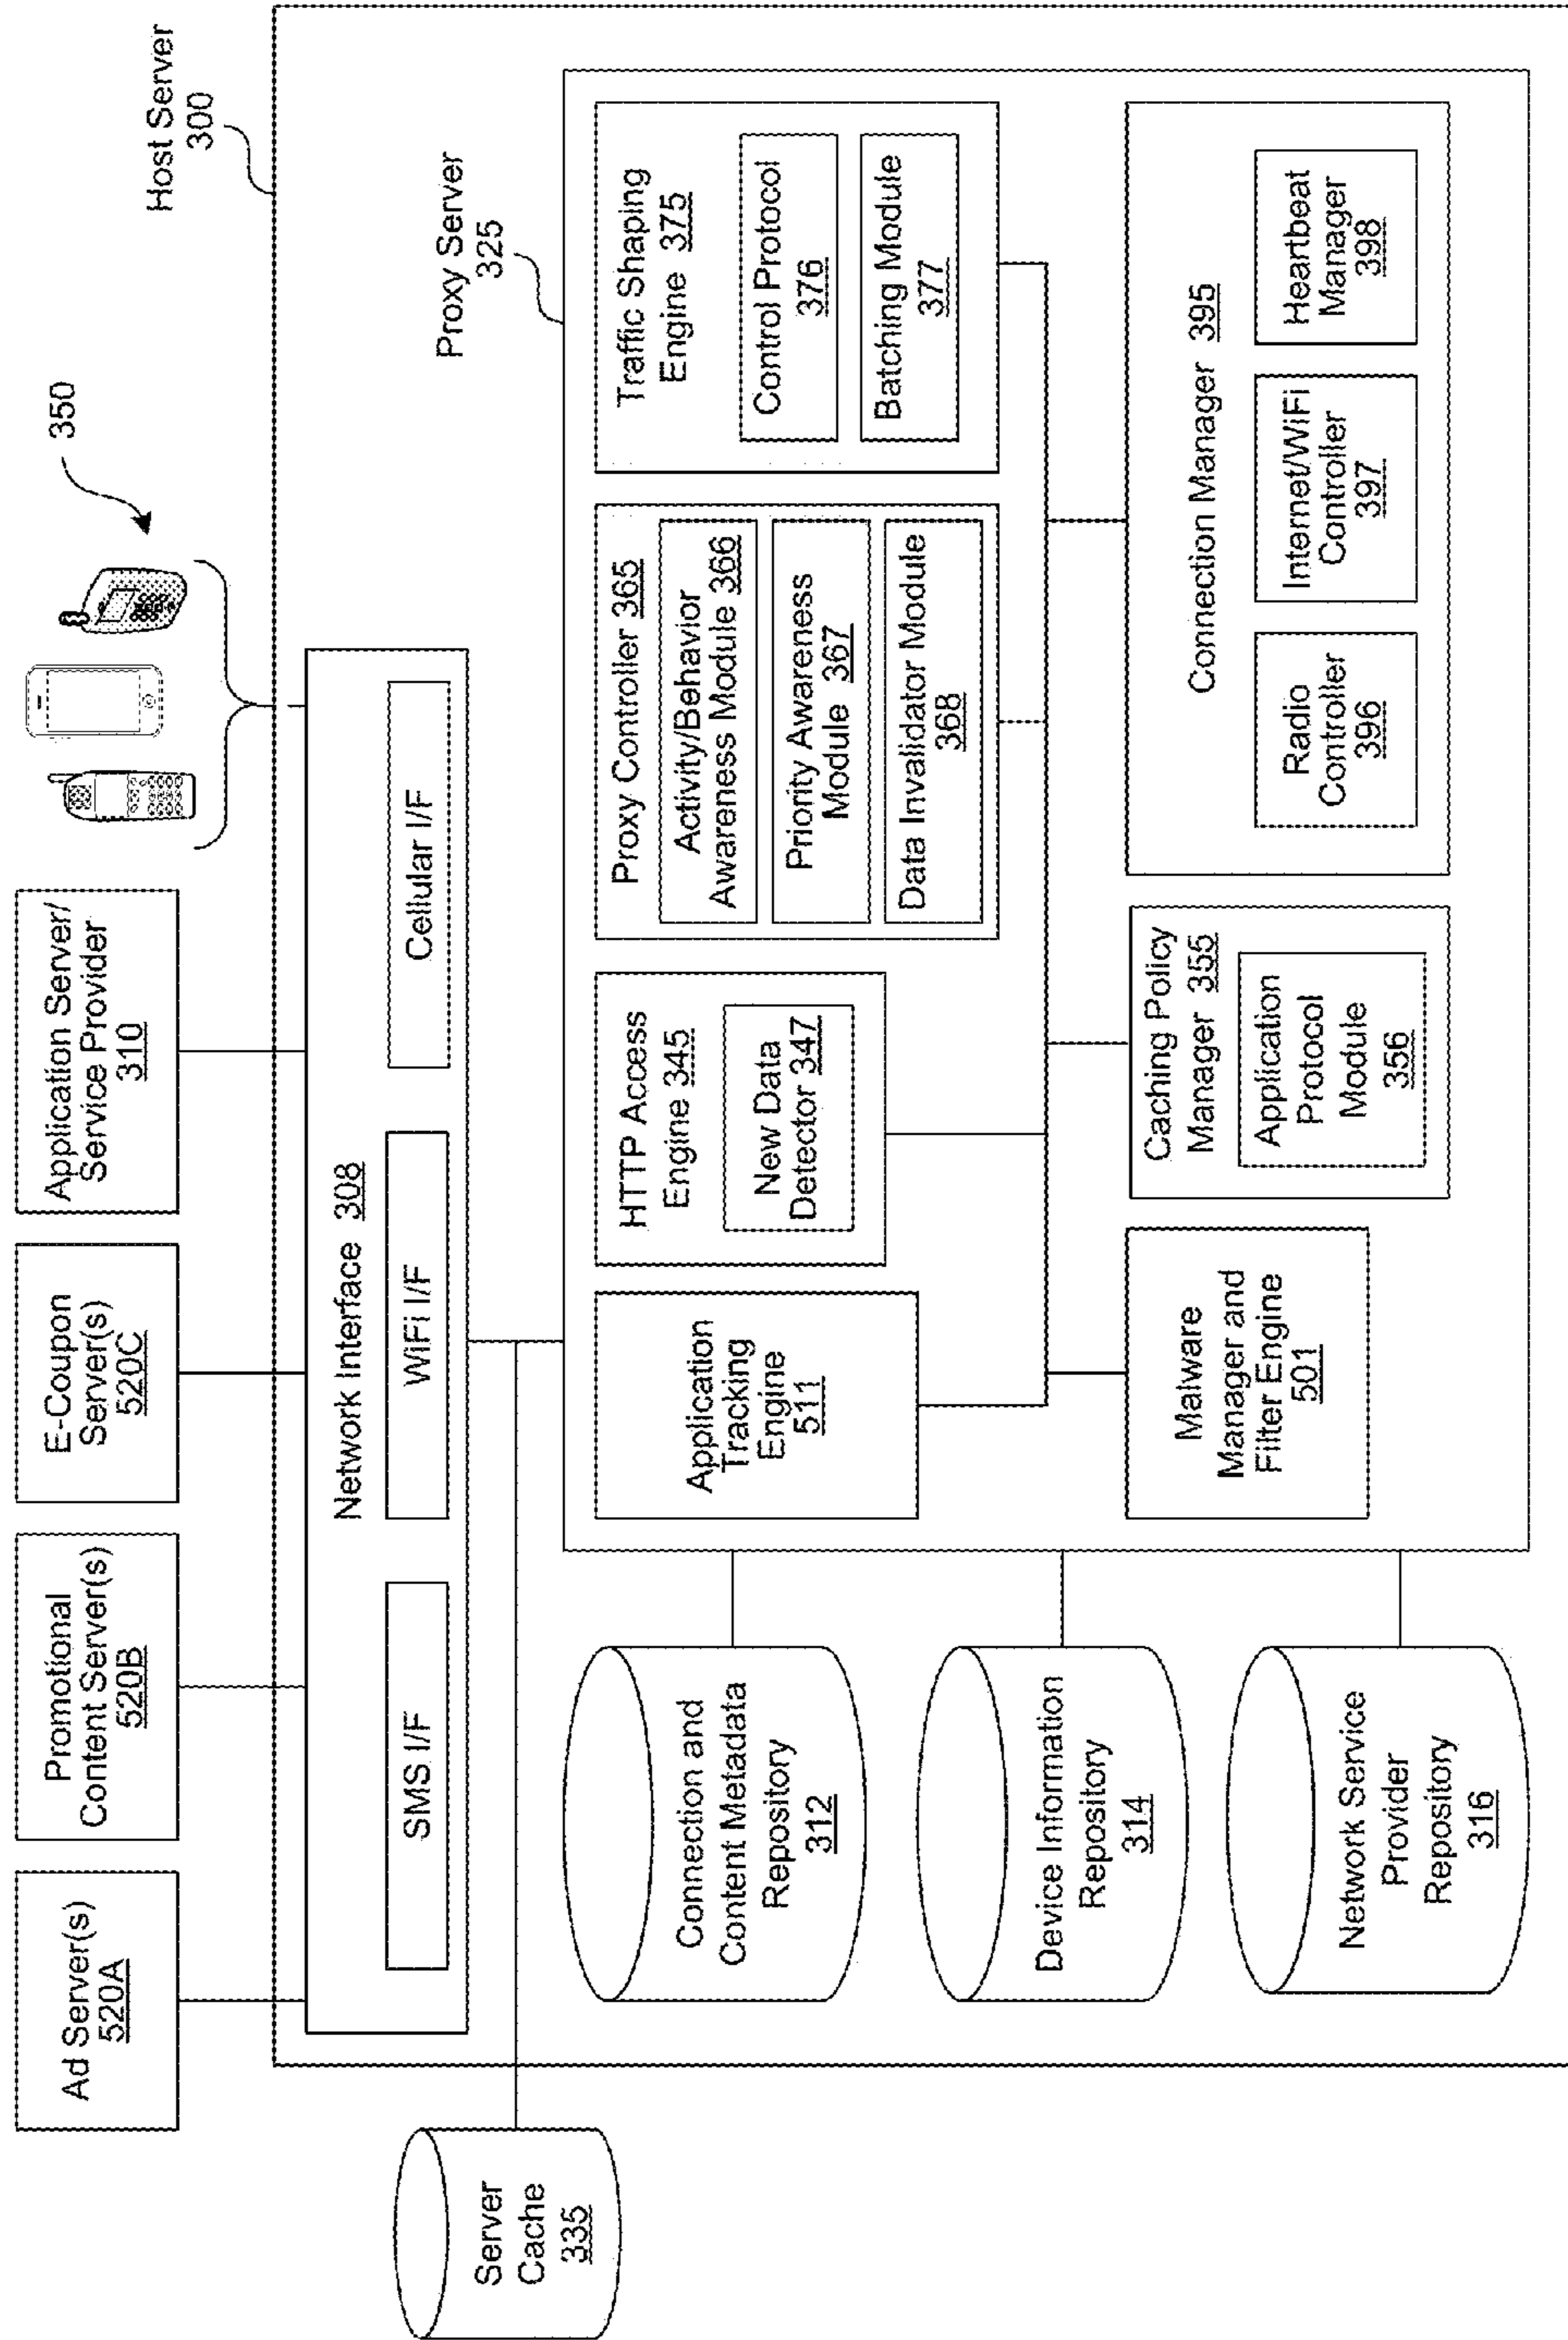 Ad Server(s)
520A
Promotional
Content Server(s)
520B
E-Coupon
Server(s)
520C
Application Server/
Service Provider
310
350
Host Server
300
Network Interface 308
SMS I/F
WiFi I/F
Cellular I/F
Server
Cache
335
Proxy Server
325
Connection and
Content Metadata
Repository
312
Device Information
Repository
314
Network Service
Provider
Repository
316
Application
Tracking
Engine
511
HTTP Access
Engine 345
New Data
Detector 347
Proxy Controller 365
Activity/Behavior
Awareness Module 366
Priority Awareness
Module 367
Data Invalidator Module
368
Traffic Shaping
Engine 375
Control Protocol
376
Batching Module
377
Malware
Manager and
Filter Engine
501
Caching Policy
Manager 355
Application
Protocol
Module
356
Connection Manager 395
Radio
Controller
396
Internet/WiFi
Controller
397
Heartbeat
Manager
398